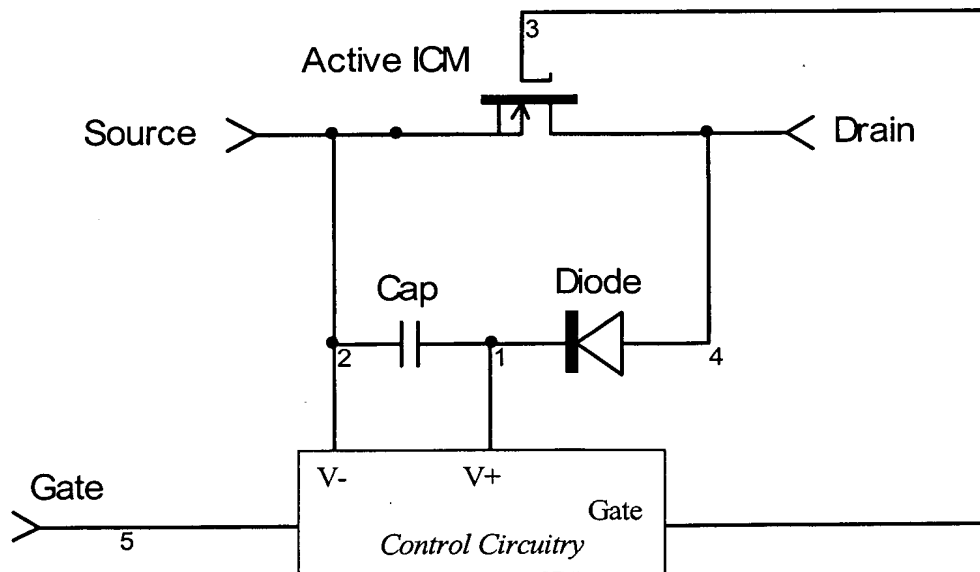 3
Active ICM
Source
Drain
Cap
Diode
2
1
4
V-
V+
Gate
Gate
5
Control Circuitry